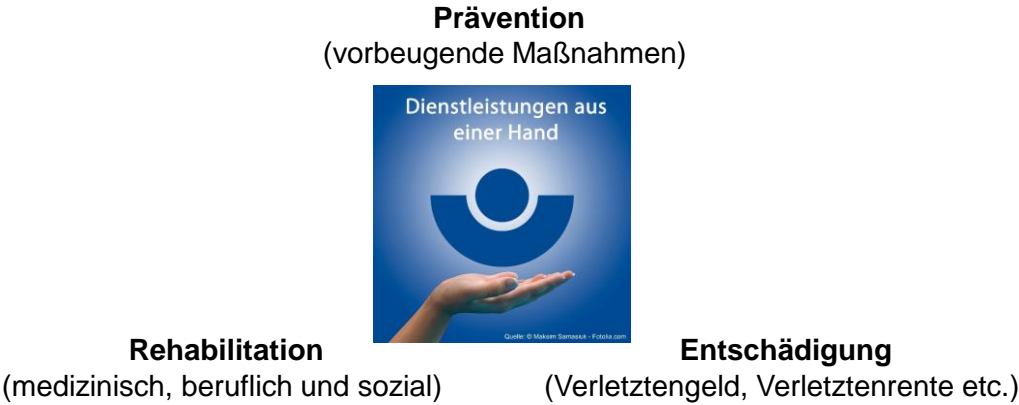 Prävention
(vorbeugende Maßnahmen)
Dienstleistungen aus
einer Hand
Quelle: © Maksim Samasiuk - Fotolia.com
Rehabilitation
(medizinisch, beruflich und sozial)
Entschädigung
(Verletztengeld, Verletztenrente etc.)